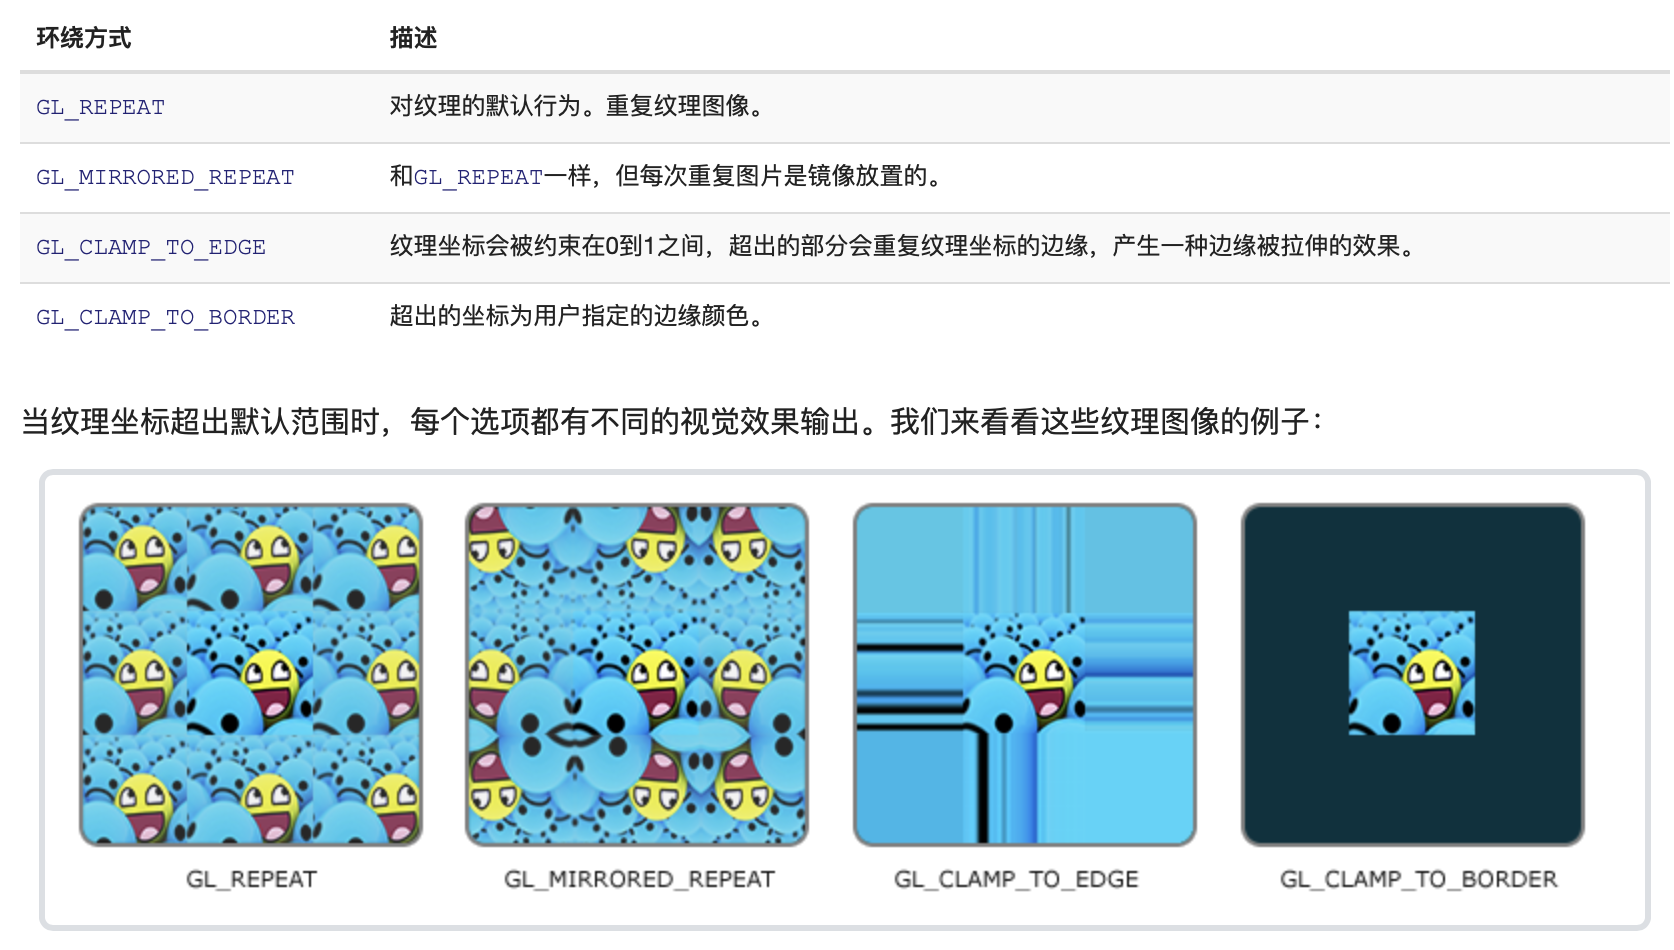 环绕方式 描述
GL_REPEAT 对纹理的默认行为。重复纹理图像。
GL_MIRRORED_REPEAT 和GL_REPEAT一样，但每次重复图片是镜像放置的。
GL_CLAMP_TO_EDGE 纹理坐标会被约束在0到1之间，超出的部分会重复纹理坐标的边缘，产生一种边缘被拉伸的效果。
GL_CLAMP_TO_BORDER 超出的坐标为用户指定的边缘颜色。
当纹理坐标超出默认范围时，每个选项都有不同的视觉效果输出。我们来看看这些纹理图像的例子：
GL_REPEAT GL_MIRRORED_REPEAT GL_CLAMP_TO_EDGE GL_CLAMP_TO_BORDER